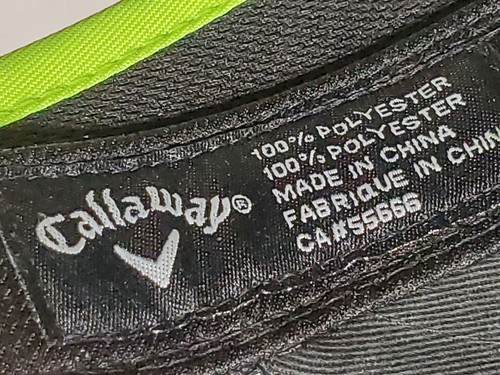 Callaway®
100% POLYESTER
100% POLYESTER
MADE IN CHINA
FABRIQUE IN CHIN
CA#55666